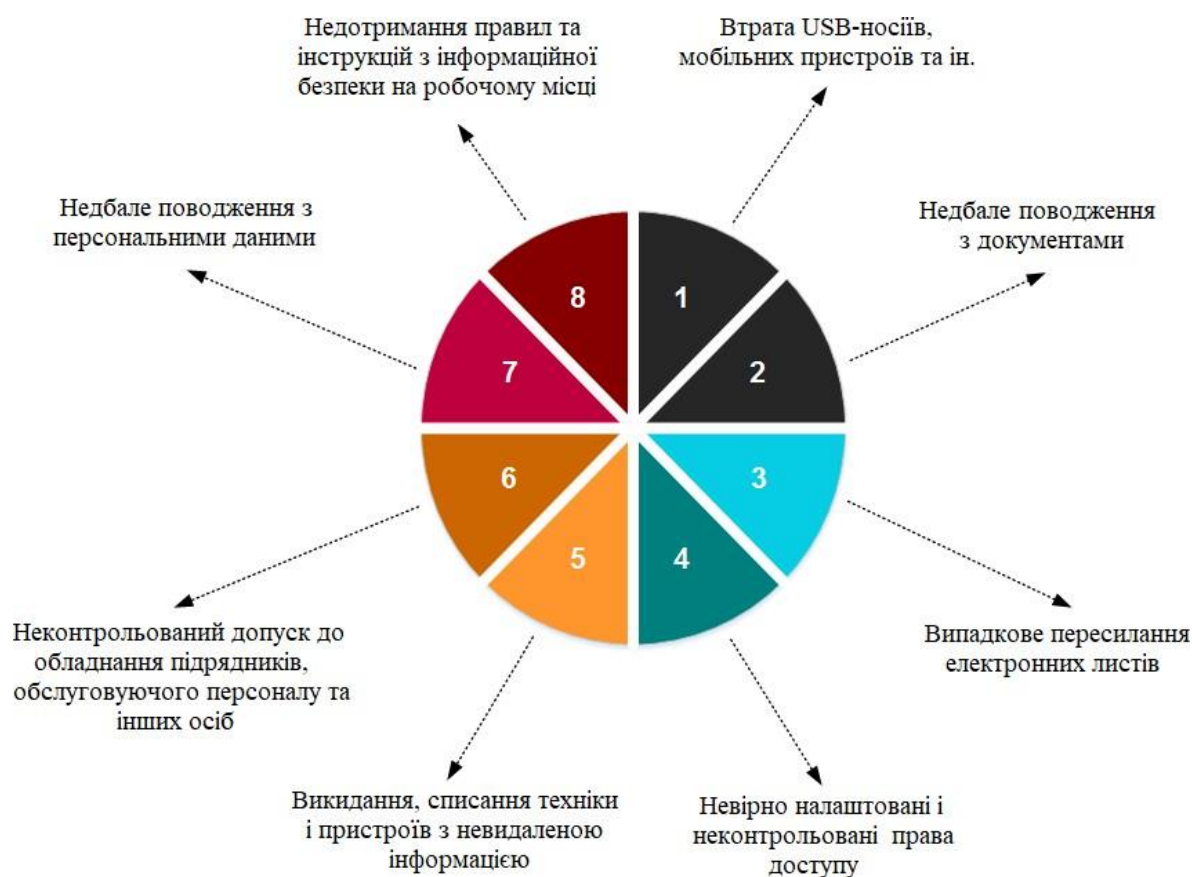 Недотримання правил та
інструкцій з інформаційної
безпеки на робочому місці
Втрата USB-носіїв,
мобільних пристроїв та ін.
Недбале поводження з
персональними даними
Недбале поводження
з документами
8
1
7
2
6
3
5
4
Неконтрольований допуск до
обладнання підрядників,
обслуговуючого персоналу та
інших осіб
Випадкове пересилання
електронних листів
Викидання, списання техніки
і пристроїв з невидаленою
інформацією
Невірно налаштовані і
неконтрольовані права
доступу